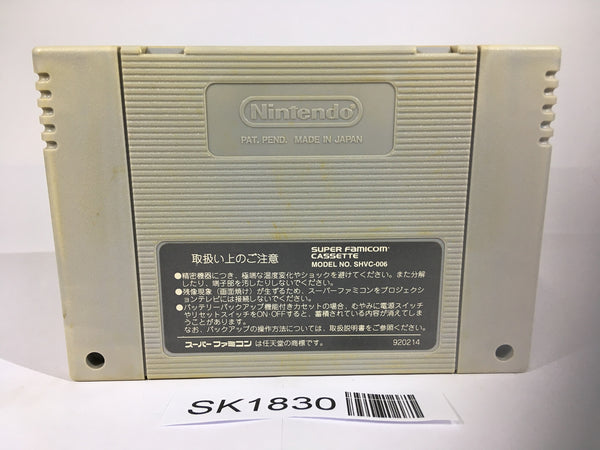 Nintendo
PAT. PEND. MADE IN JAPAN
取扱い上のご注意
SUPER FAMICOM
CASSETTE
MODEL NO. SHVC-006
●精密機器につき、極端な温度変化やショックを避けてください。また分解
したり、端子部を汚したりしないでください。
●残像現象（画面焼け）が生ずるため、スーパーファミコンをプロジェクシ
ョンテレビには接続しないでください。
●バッテリーバックアップ機能付きカセットの場合、むやみに電源スイッチ
やリセットスイッチをON・OFFすると、蓄積されている内容が消えてしま
うことがあります。
なお、バックアップの操作方法については、取扱説明書をご参照ください。
スーパーファミコン は任天堂の商標です。
920214
SK1830